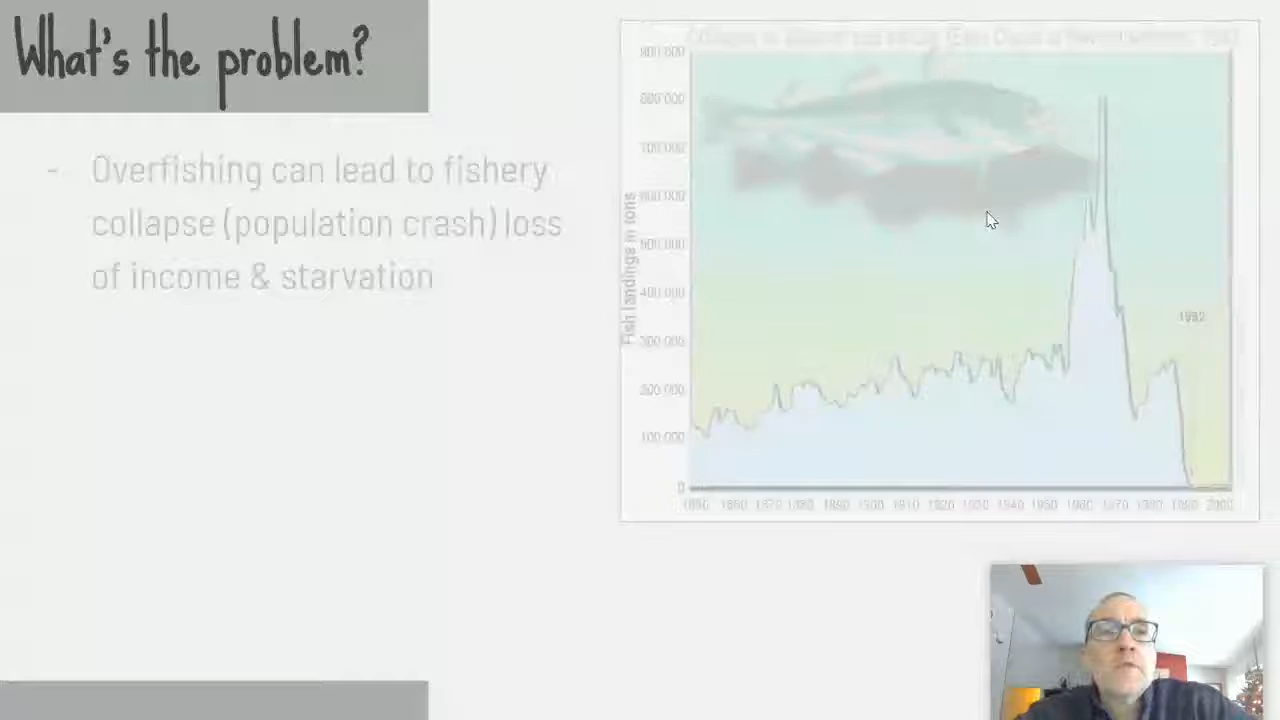 What's the problem?
- Overfishing can lead to fishery
collapse (population crash) loss
of income & starvation
900 000
800 000
700 000
600 000
500 000
400 000
300 000
200 000
100 000
0
Fish landings in tons
1992
1850 1860 1870 1880 1890 1900 1910 1920 1930 1940 1950 1960 1970 1980 1990 2000